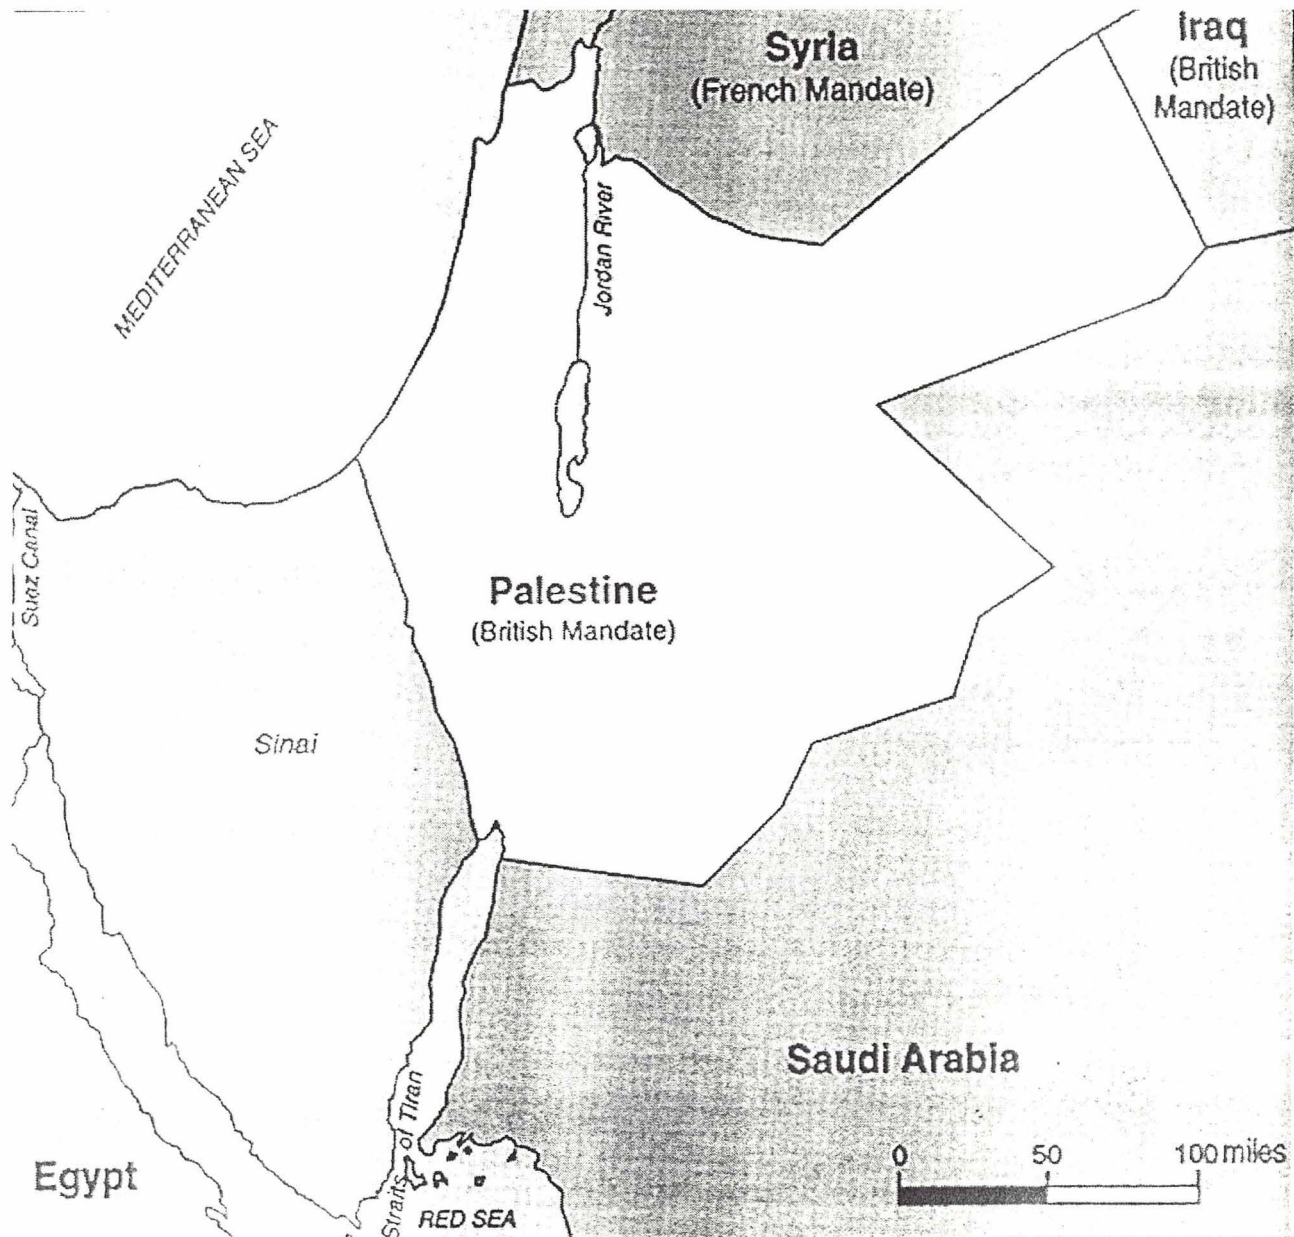 Syria
(French Mandate)
Iraq
(British
Mandate)
MEDITERRANEAN SEA
Jordan River
Suaz Canal
Palestine
(British Mandate)
Sinai
Saudi Arabia
Straits of Tiran
Egypt
RED SEA
0 50 100 miles